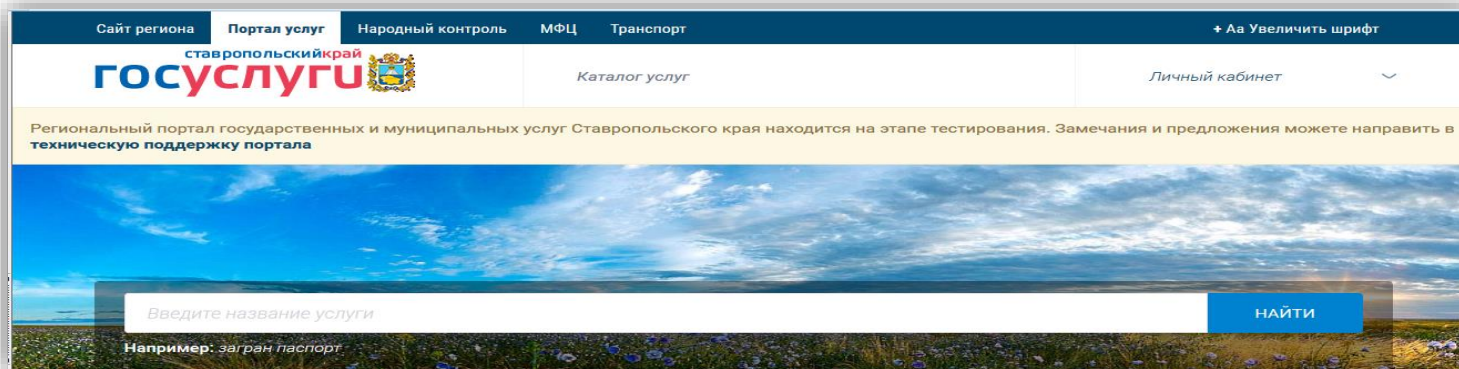 Сайт региона Портал услуг Народный контроль МФЦ Транспорт + Aa Увеличить шрифт
ставропольскийкрай
госуслуги
Каталог услуг Личный кабинет
Региональный портал государственных и муниципальных услуг Ставропольского края находится на этапе тестирования. Замечания и предложения можете направить в
техническую поддержку портала
Введите название услуги НАЙТИ
Например: загран паспорт